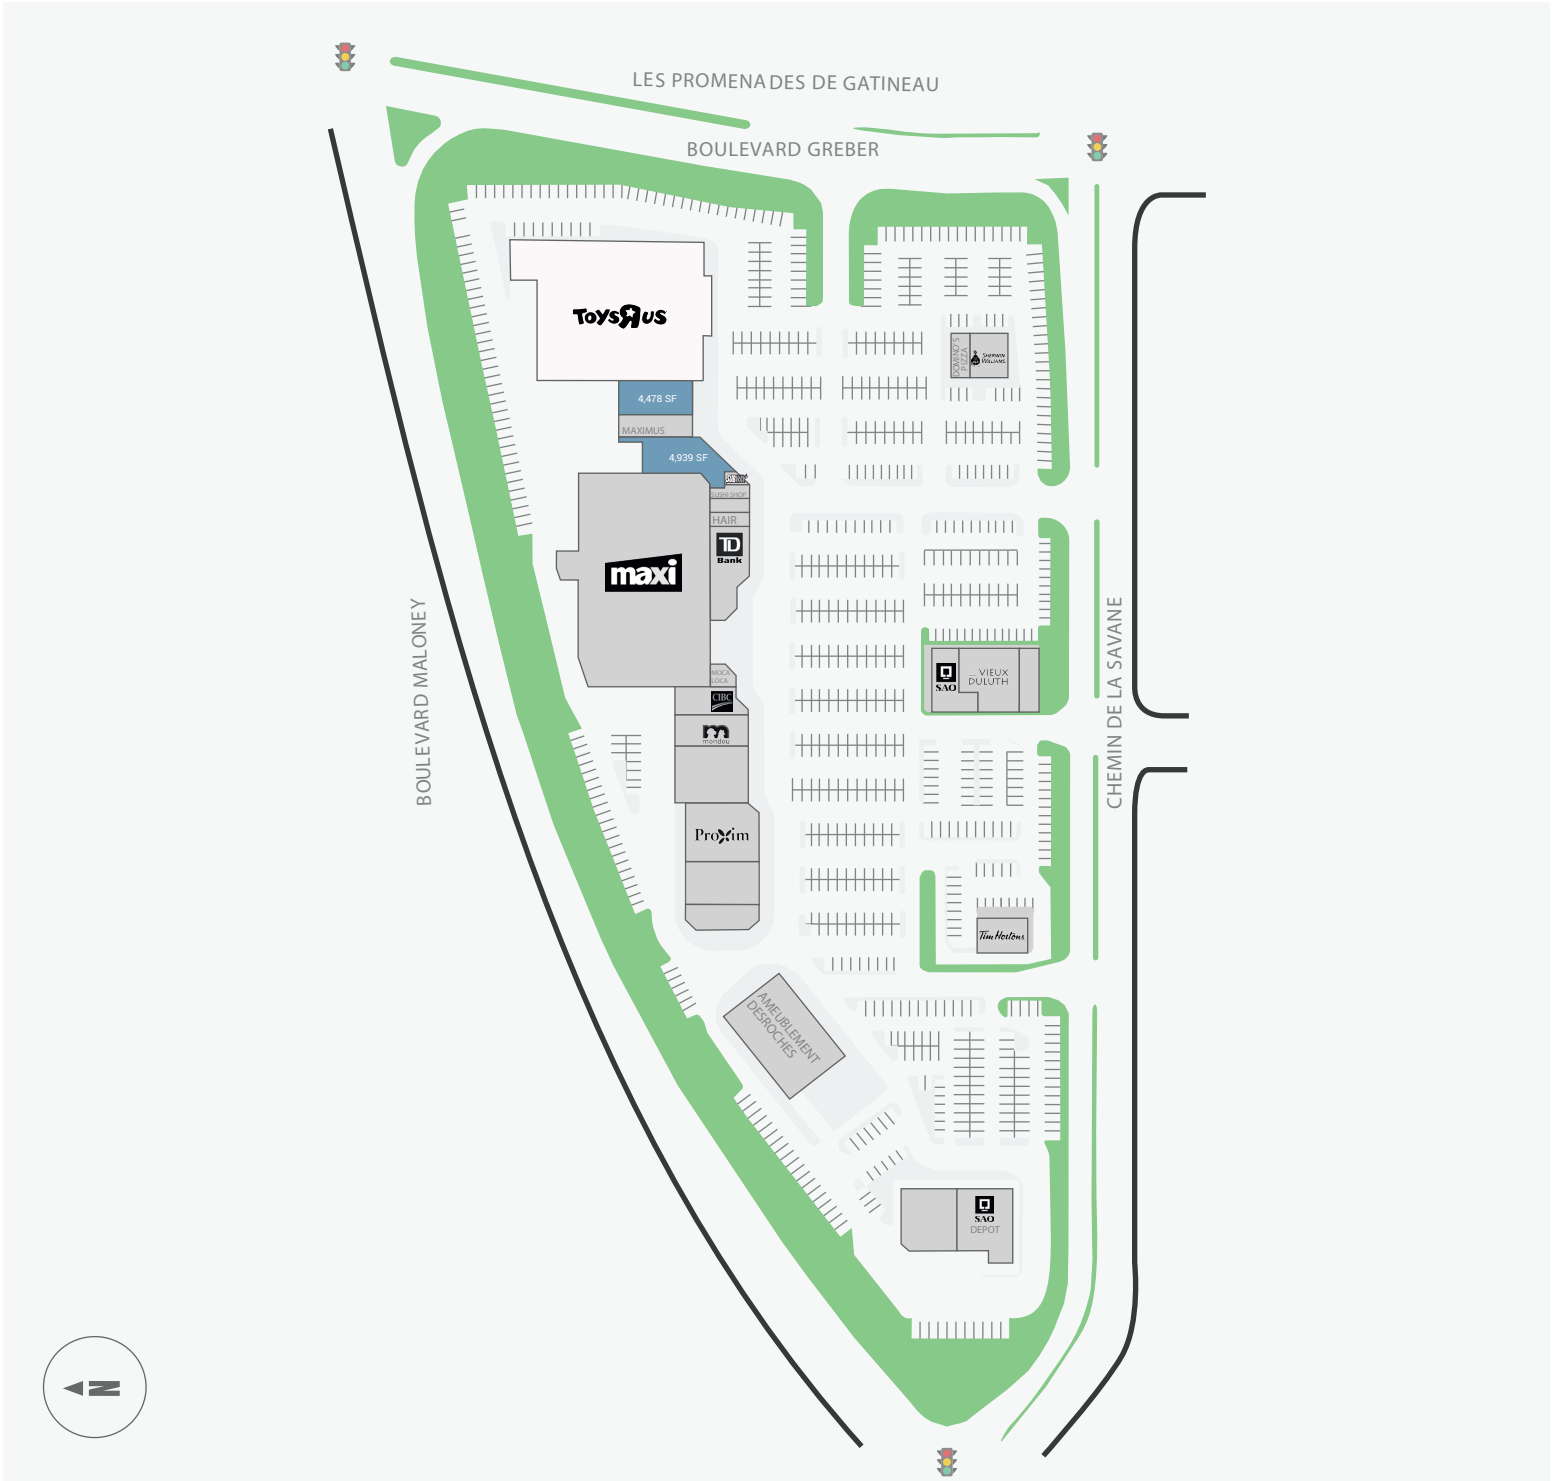 LES PROMENADES DE GATINEAU
BOULEVARD GREBER
TOYSRUS
DOMINO'S
PIZZA
SHERWIN
WILLIAMS.
4,478 SF
MAXIMUS
4,939 SF
SUSHI SHOP
HAIR
TD
Bank
maxi
BOULEVARD MALONEY
CHEMIN DE LA SAVANE
MOCA
LOCA
CIBC
m
mondou
SAQ
VIEUX
DULUTH
ProXim
Tim Hortons
AMEUBLEMENT
DESROCHES
SAQ
DEPOT
N